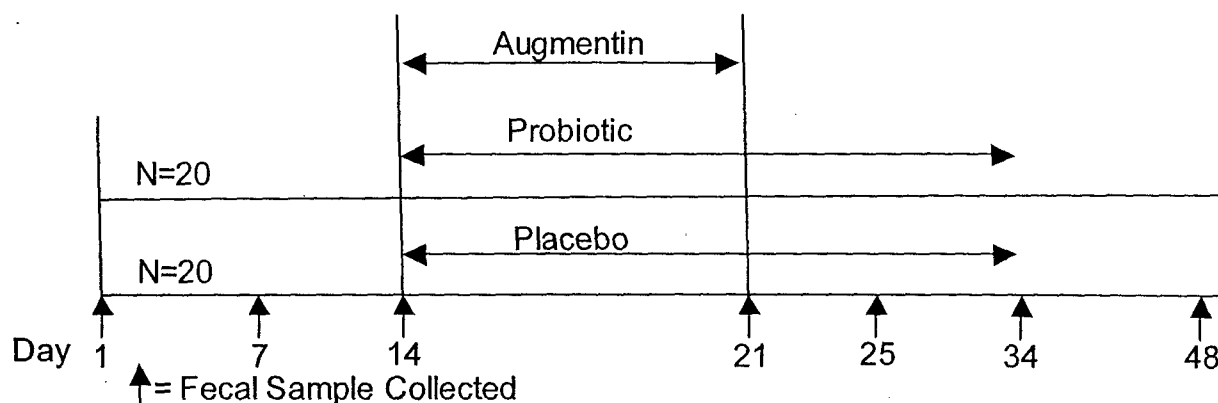 Augmentin
Probiotic
N=20
Placebo
N=20
Day 1 7 14 21 25 34 48
= Fecal Sample Collected